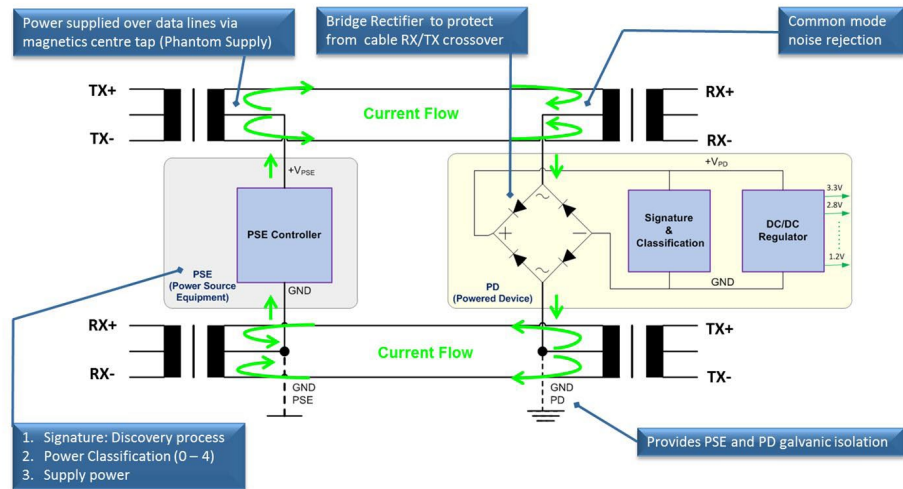 Power supplied over data lines via
magnetics centre tap (Phantom Supply)
Bridge Rectifier to protect
from cable RX/TX crossover
Common mode
noise rejection
TX+
TX-
Current Flow
RX+
RX-
+VPSE
PSE Controller
PSE
(Power Source
Equipment)
GND
+VPD
+
−
~
~
Signature
&
Classification
DC/DC
Regulator
3.3V
2.8V
1.2V
GND
PD
(Powered Device)
RX+
RX-
Current Flow
TX+
TX-
GND
PSE
GND
PD
1. Signature: Discovery process
2. Power Classification (0 – 4)
3. Supply power
Provides PSE and PD galvanic isolation